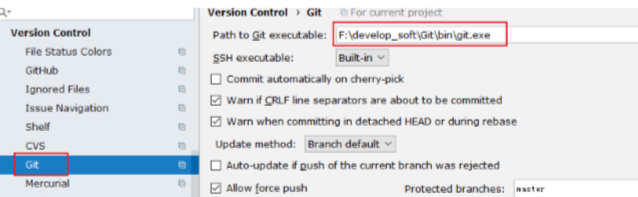 Version Control
File Status Colors
GitHub
Ignored Files
Issue Navigation
Shelf
CVS
Git
Mercurial
Version Control › Git For current project
Path to Git executable: F:\develop_soft\Git\bin\git.exe
SSH executable: Built-in
Commit automatically on cherry-pick
Warn if CRLF line separators are about to be committed
Warn when committing in detached HEAD or during rebase
Update method: Branch default
Auto-update if push of the current branch was rejected
Allow force push Protected branches: master